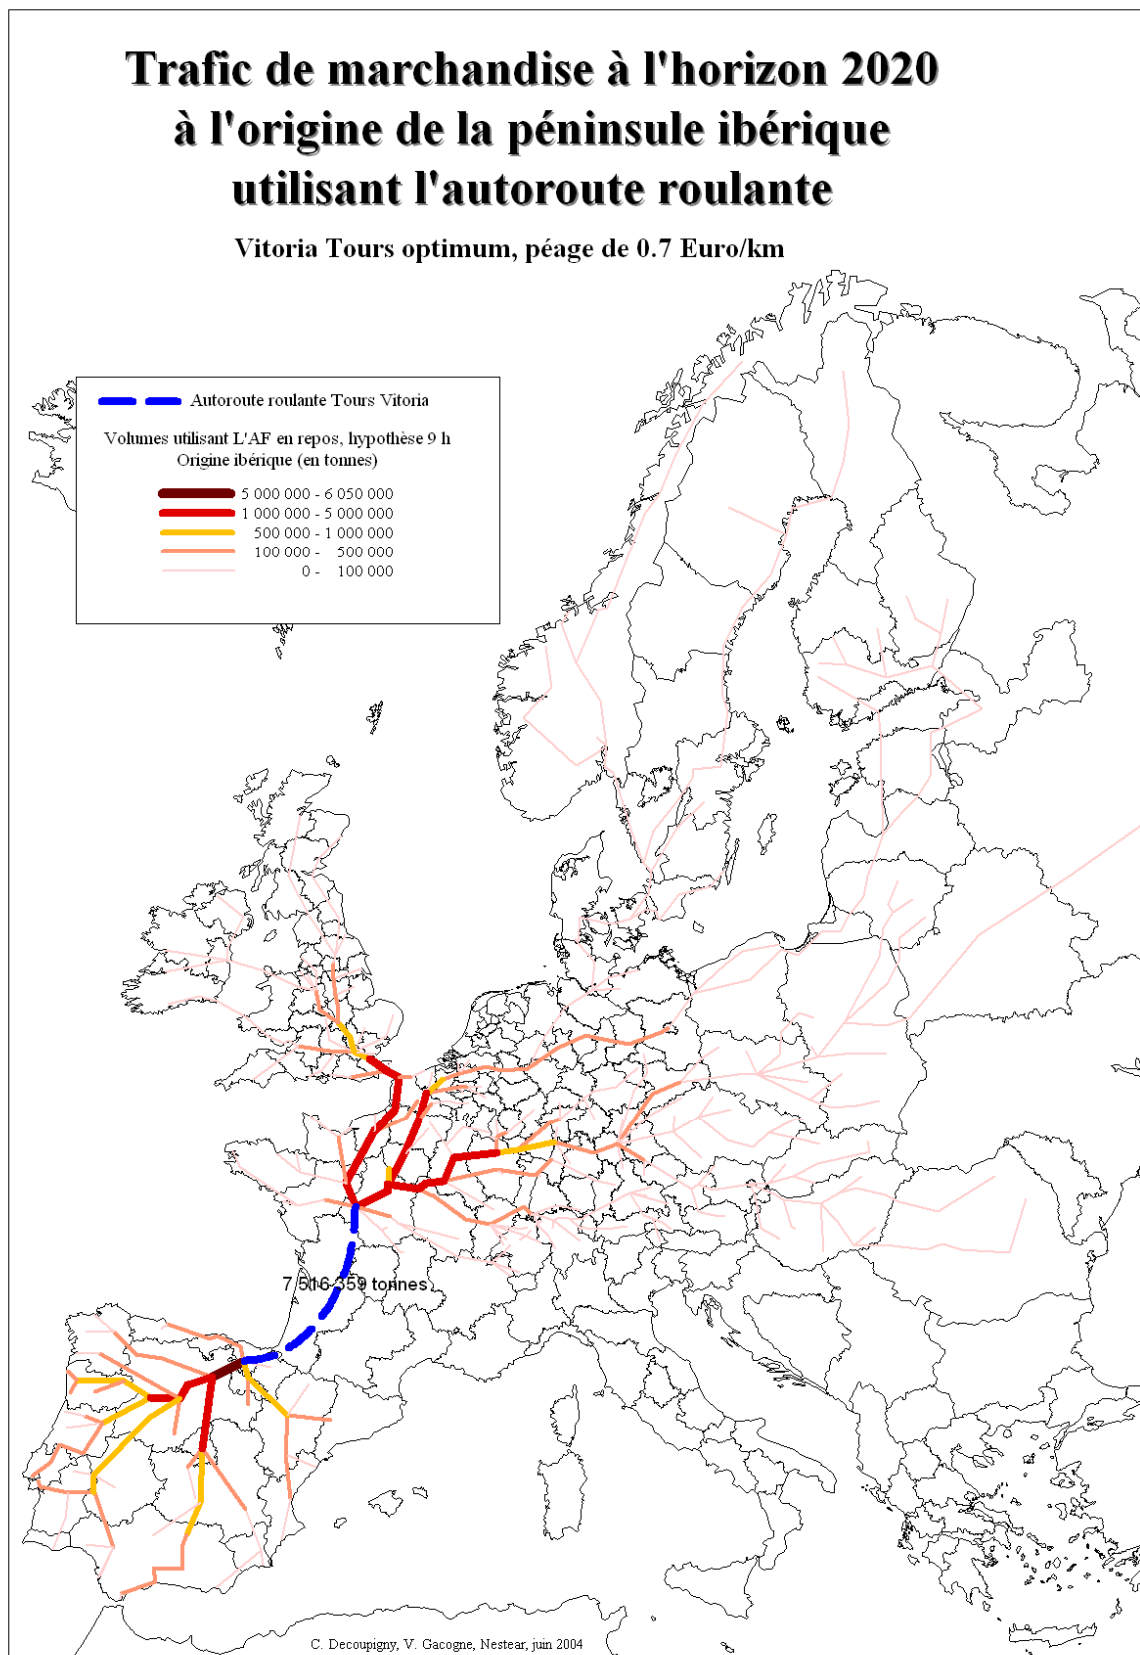 Trafic de marchandise à l'horizon 2020
à l'origine de la péninsule ibérique
utilisant l'autoroute roulante
Vitoria Tours optimum, péage de 0.7 Euro/km
Autoroute roulante Tours Vitoria
Volumes utilisant L'AF en repos, hypothèse 9 h
Origine ibérique (en tonnes)
5 000 000 - 6 050 000
1 000 000 - 5 000 000
500 000 - 1 000 000
100 000 - 500 000
0 - 100 000
7 516 359 tonnes
C. Decoupigny, V. Gacogne, Nestear, juin 2004